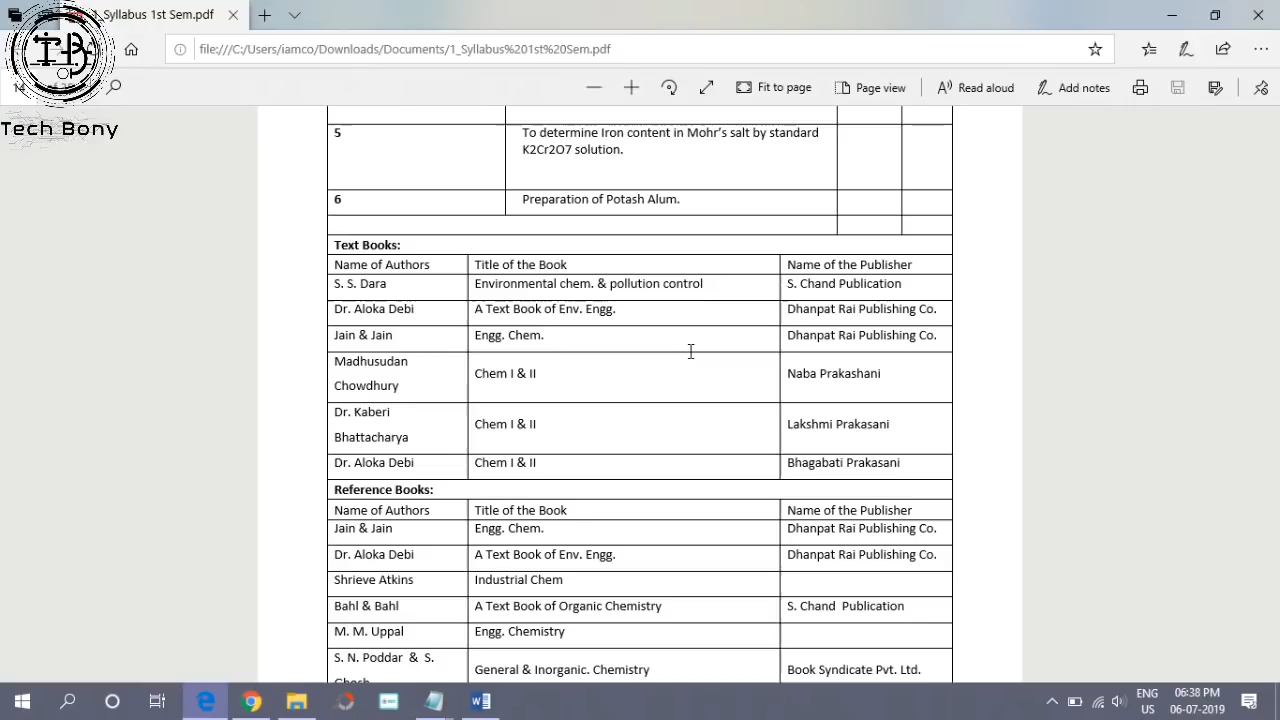 _Syllabus 1st Sem.pdf
file:///C:/Users/iamco/Downloads/Documents/1_Syllabus%201st%20Sem.pdf
14
Fit to page
Page view
Read aloud
Add notes
Tech Bony
5 To determine Iron content in Mohr's salt by standard
K2Cr2O7 solution.
6 Preparation of Potash Alum.
Text Books:
Name of Authors Title of the Book Name of the Publisher
S. S. Dara Environmental chem. & pollution control S. Chand Publication
Dr. Aloka Debi A Text Book of Env. Engg. Dhanpat Rai Publishing Co.
Jain & Jain Engg. Chem. Dhanpat Rai Publishing Co.
Madhusudan
Chowdhury
Chem I & II Naba Prakashani
Dr. Kaberi
Bhattacharya
Chem I & II Lakshmi Prakasani
Dr. Aloka Debi Chem I & II Bhagabati Prakasani
Reference Books:
Name of Authors Title of the Book Name of the Publisher
Jain & Jain Engg. Chem. Dhanpat Rai Publishing Co.
Dr. Aloka Debi A Text Book of Env. Engg. Dhanpat Rai Publishing Co.
Shrieve Atkins Industrial Chem
Bahl & Bahl A Text Book of Organic Chemistry S. Chand Publication
M. M. Uppal Engg. Chemistry
S. N. Poddar & S.
Ghosh
General & Inorganic. Chemistry Book Syndicate Pvt. Ltd.
ENG
US
06:38 PM
06-07-2019